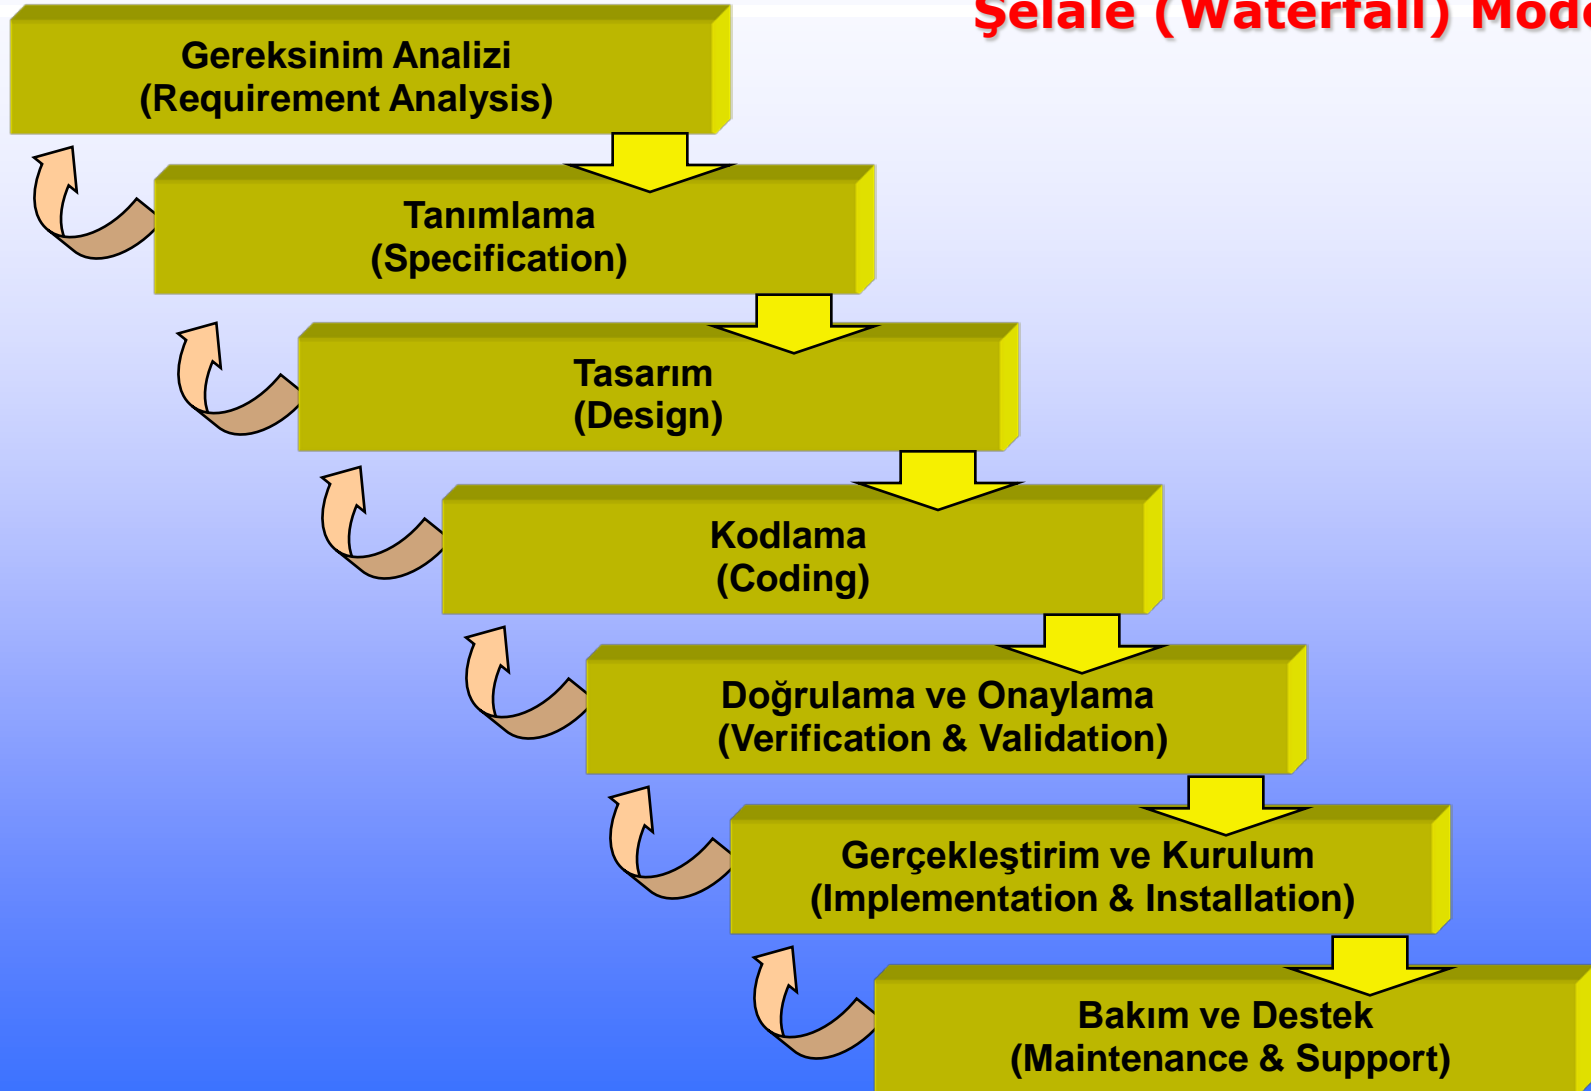 Şelale (Waterfall)
Gereksinim Analizi
(Requirement Analysis)
Tanımlama
(Specification)
Tasarım
(Design)
Kodlama
(Coding)
Doğrulama ve Onaylama
(Verification & Validation)
Gerçekleştirim ve Kurulum
(Implementation & Installation)
Bakım ve Destek
(Maintenance & Support)